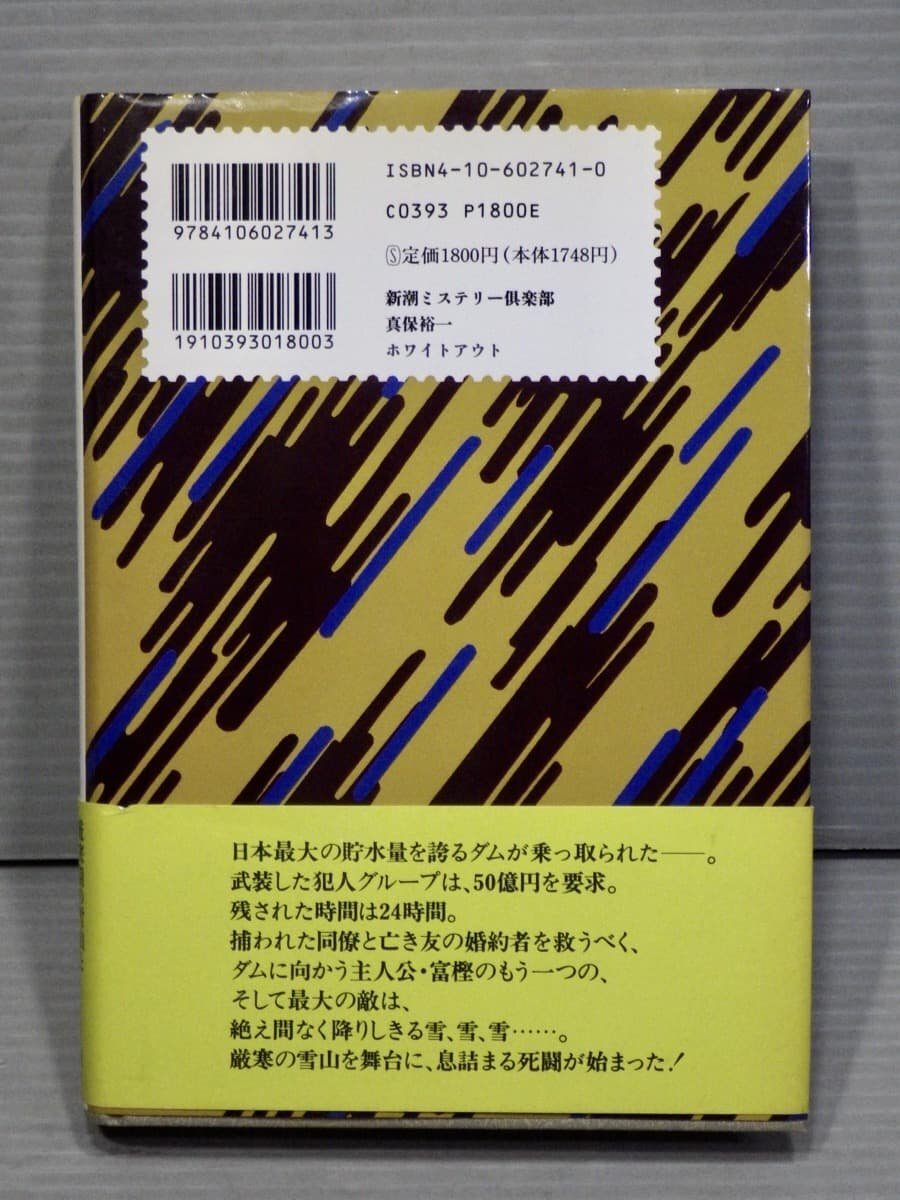 ISBN4-10-602741-0
C0393 P1800E
9784106027413
Ⓢ定価1800円(本体1748円)
新潮ミステリー倶楽部
真保裕一
ホワイトアウト
1910393018003
日本最大の貯水量を誇るダムが乗っ取られた――。
武装した犯人グループは、50億円を要求。
残された時間は24時間。
捕われた同僚と亡き友の婚約者を救うべく、
ダムに向かう主人公・富樫のもう一つの、
そして最大の敵は、
絶え間なく降りしきる雪、雪、雪……。
厳寒の雪山を舞台に、息詰まる死闘が始まった!